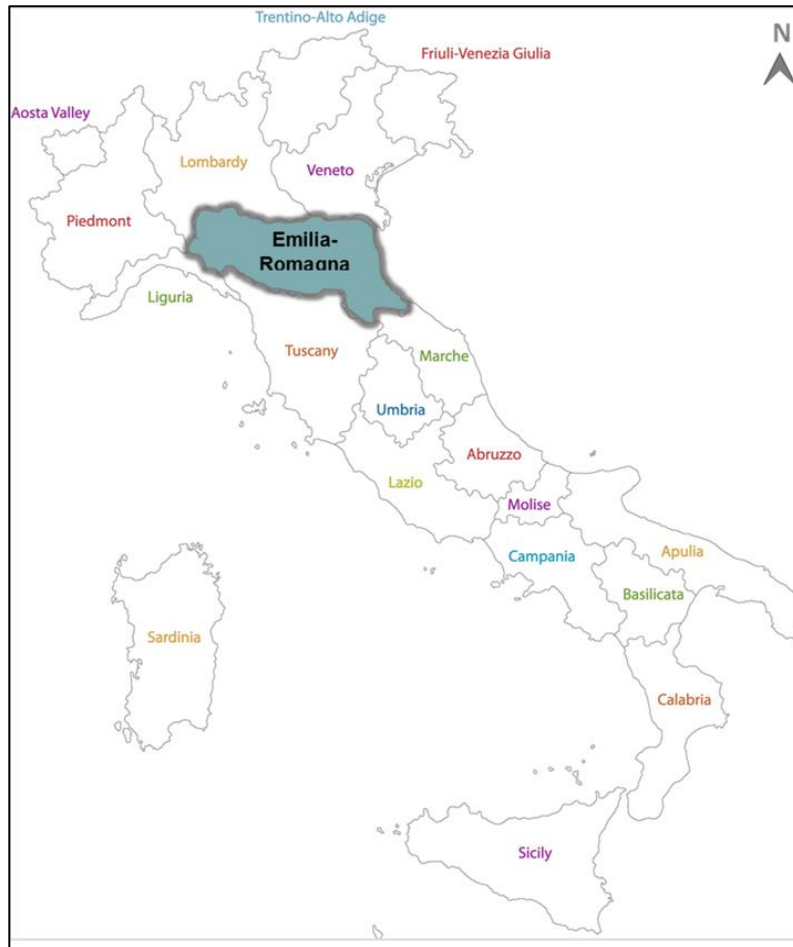 Trentino-Alto Adige
N
Friuli-Venezia Giulia
Aosta Valley
Lombardy
Veneto
Piedmont
Emilia-
Romagna
Liguria
Tuscany
Marche
Umbria
Abruzzo
Lazio
Molise
Campania
Apulia
Basilicata
Sardinia
Calabria
Sicily